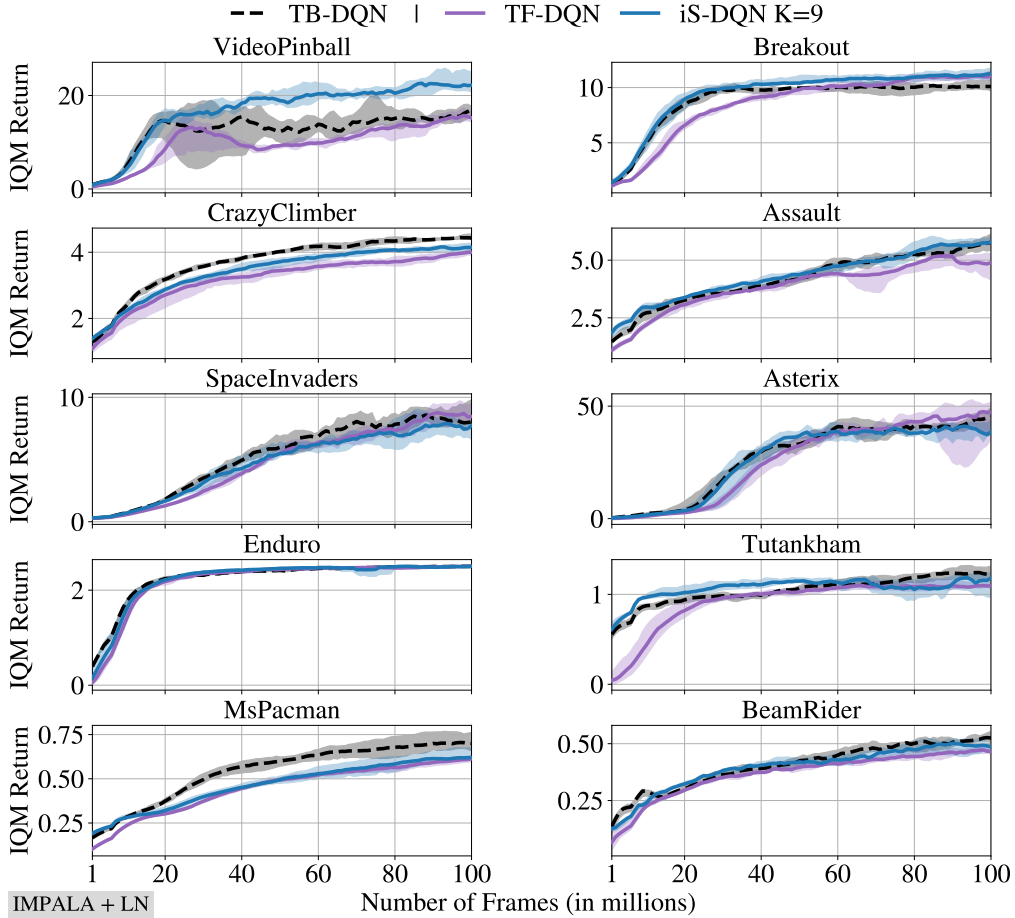 TB-DQN | TF-DQN iS-DQN K=9
VideoPinball Breakout
IQM Return
20
10
0
10
5
CrazyClimber Assault
IQM Return
4
2
5.0
2.5
SpaceInvaders Asterix
IQM Return
10
0
50
0
Enduro Tutankham
IQM Return
2
0
1
0
MsPacman BeamRider
IQM Return
0.75
0.50
0.25
0.50
0.25
1 20 40 60 80 100 1 20 40 60 80 100
Number of Frames (in millions)
IMPALA + LN